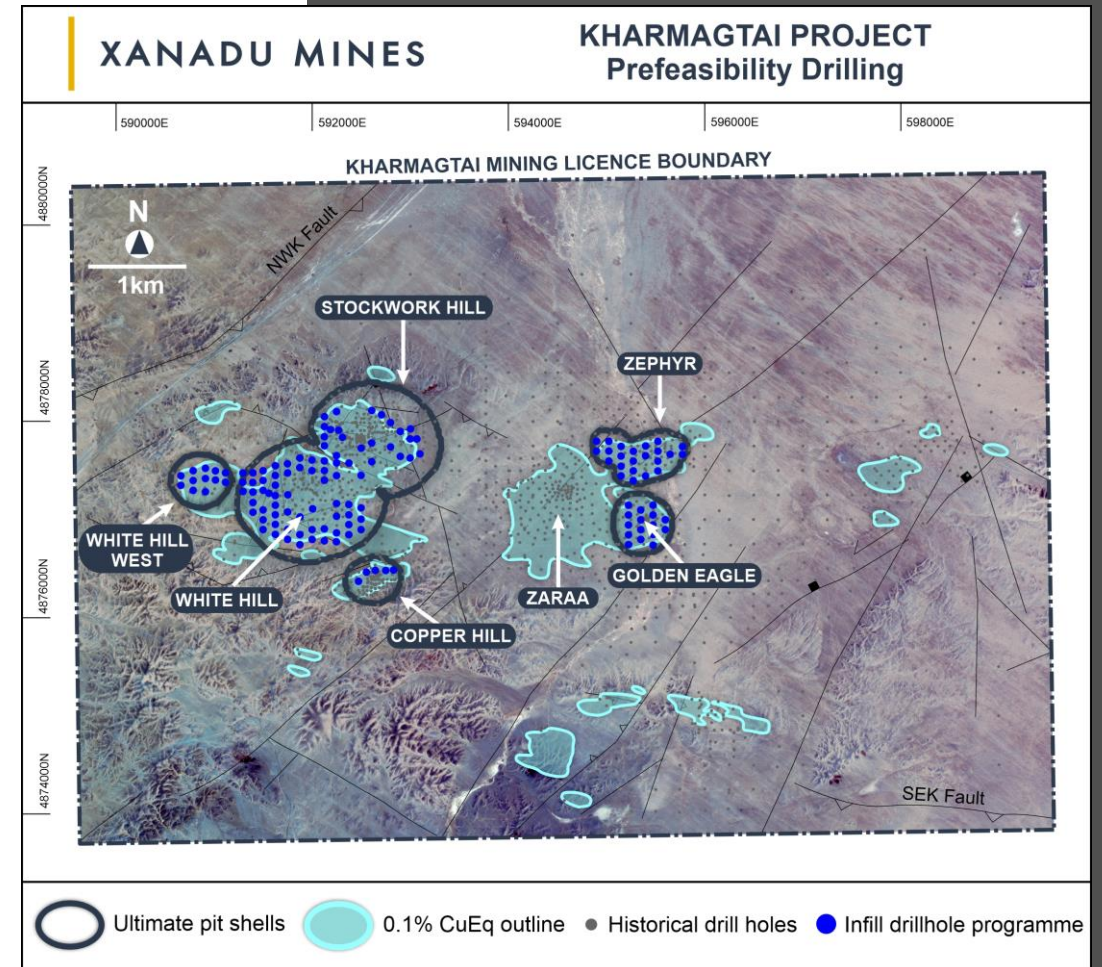 XANADU MINES
KHARMAGTAI PROJECT
Prefeasibility Drilling
590000E
592000E
594000E
596000E
598000E
KHARMAGTAI MINING LICENCE BOUNDARY
4880000N
4878000N
4876000N
4874000N
N
1km
NWK Fault
STOCKWORK HILL
ZEPHYR
WHITE HILL
WEST
WHITE HILL
COPPER HILL
ZARAA
GOLDEN EAGLE
SEK Fault
Ultimate pit shells
0.1% CuEq outline
Historical drill holes
Infill drillhole programme